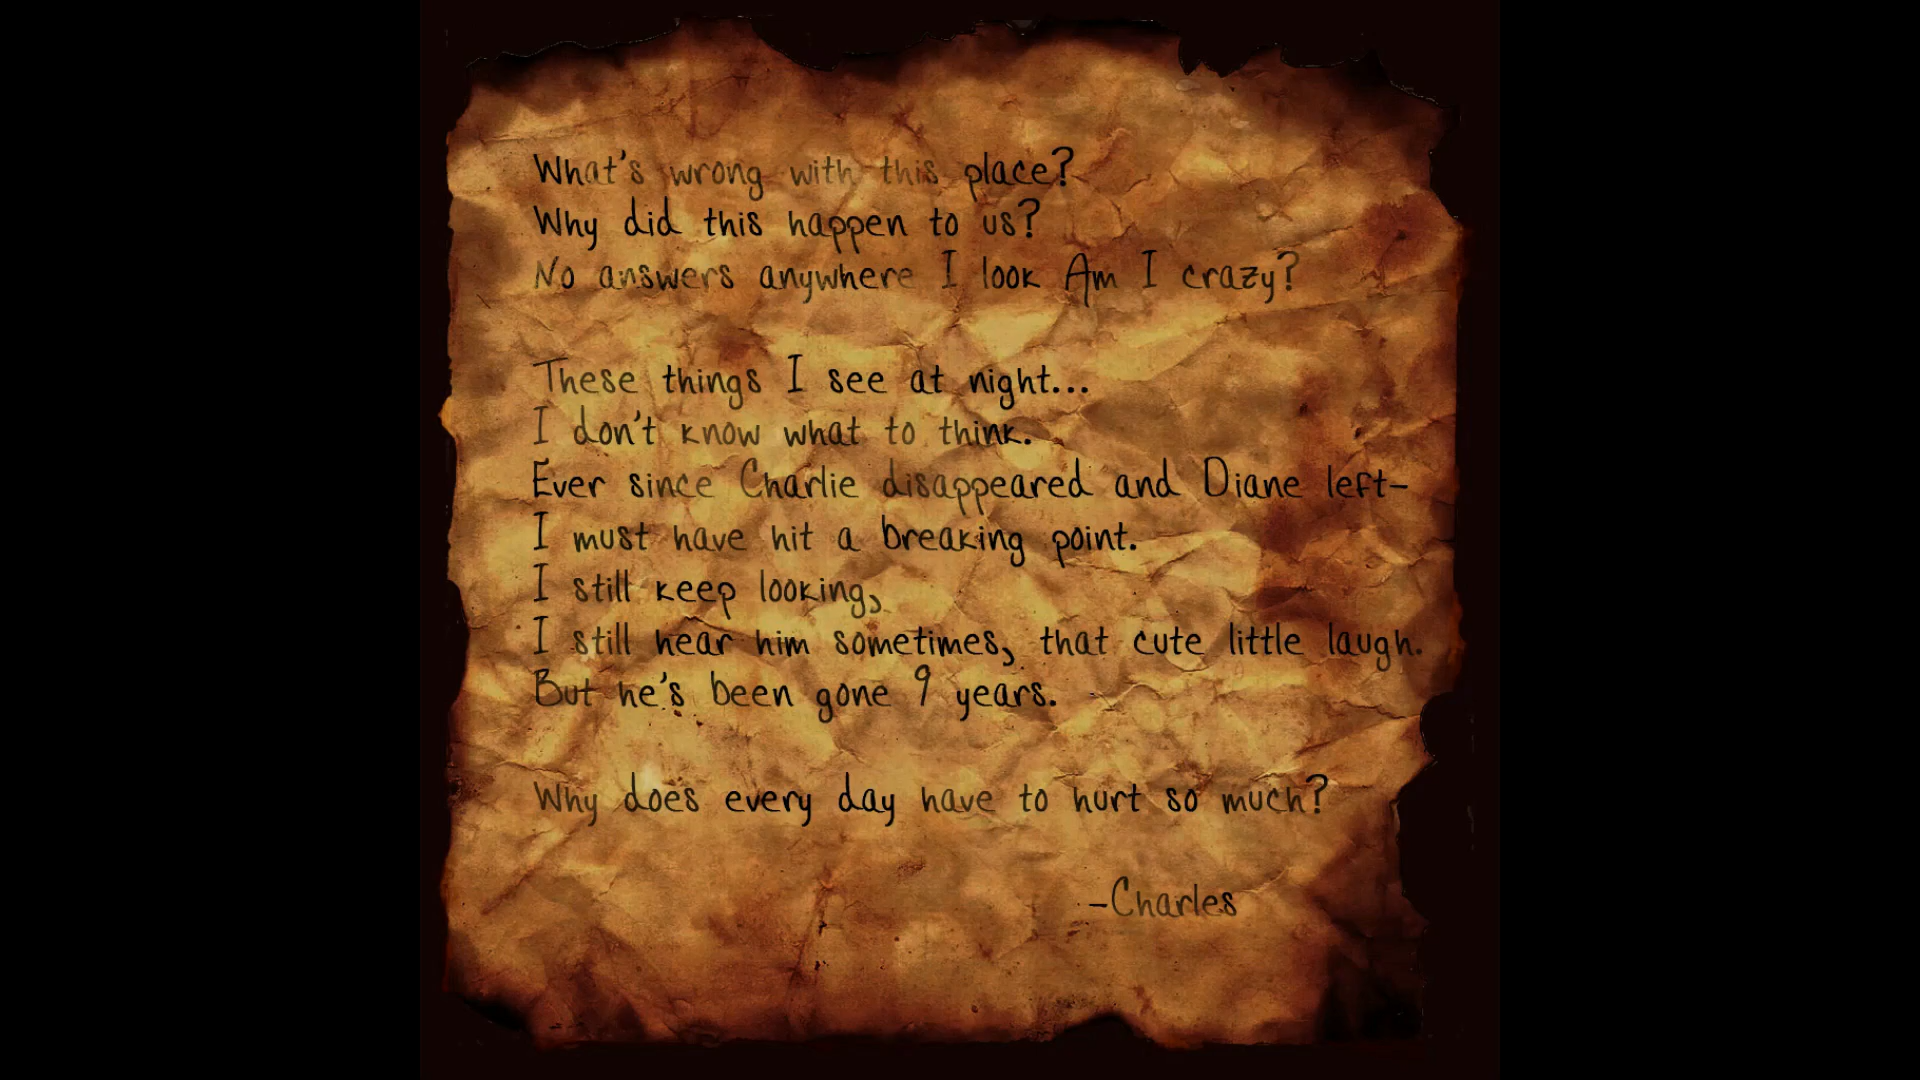 What's wrong with this place?
Why did this happen to us?
No answers anywhere I look Am I crazy?
These things I see at night...
I don't know what to think.
Ever since Charlie disappeared and Diane left-
I must have hit a breaking point.
I still keep looking,
I still hear him sometimes, that cute little laugh.
But he's been gone 9 years.
Why does every day have to hurt so much?
-Charles